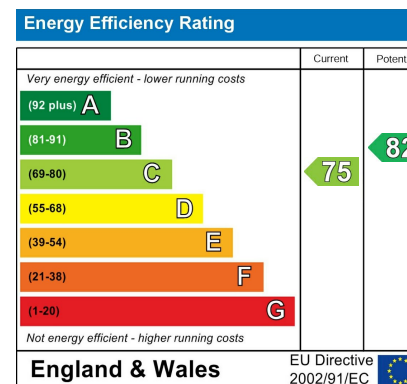 Energy Efficiency Rating
Current Potent
Very energy efficient - lower running costs
(92 plus) A
(81-91) B
82
(69-80) C
75
(55-68) D
(39-54) E
(21-38) F
(1-20) G
Not energy efficient - higher running costs
England & Wales
EU Directive
2002/91/EC